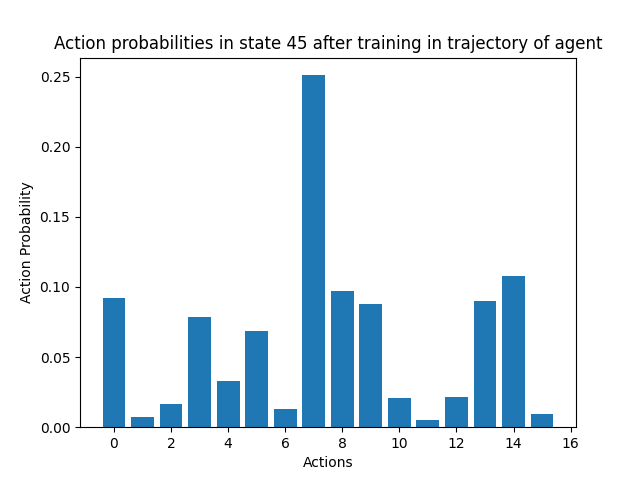 Action probabilities in state 45 after training in trajectory of agent
0.25
0.20
0.15
0.10
0.05
0.00
Action Probability
0 2 4 6 8 10 12 14 16
Actions